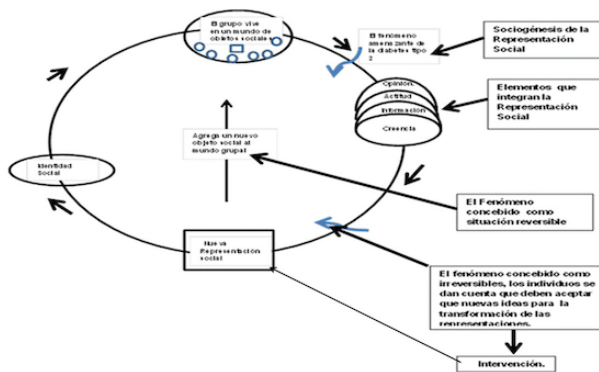 El grupo vive
en un mundo de
objetos sociales
El fenómeno
amenazante de
la diabetes tipo
2
Sociogénesis de la
Representación
Social
Opinión.
Actitud
Información
Creencia
Elementos que
integran la
Representación
Social
Agrega un nuevo
objeto social al
mundo grupal
Identidad
Social
El Fenómeno
concebido como
situación reversible
Nueva
Representación
social
El fenómeno concebido como
irreversibles, los individuos se
dan cuenta que deben aceptar
que nuevas ideas para la
transformación de las
representaciones.
Intervención.